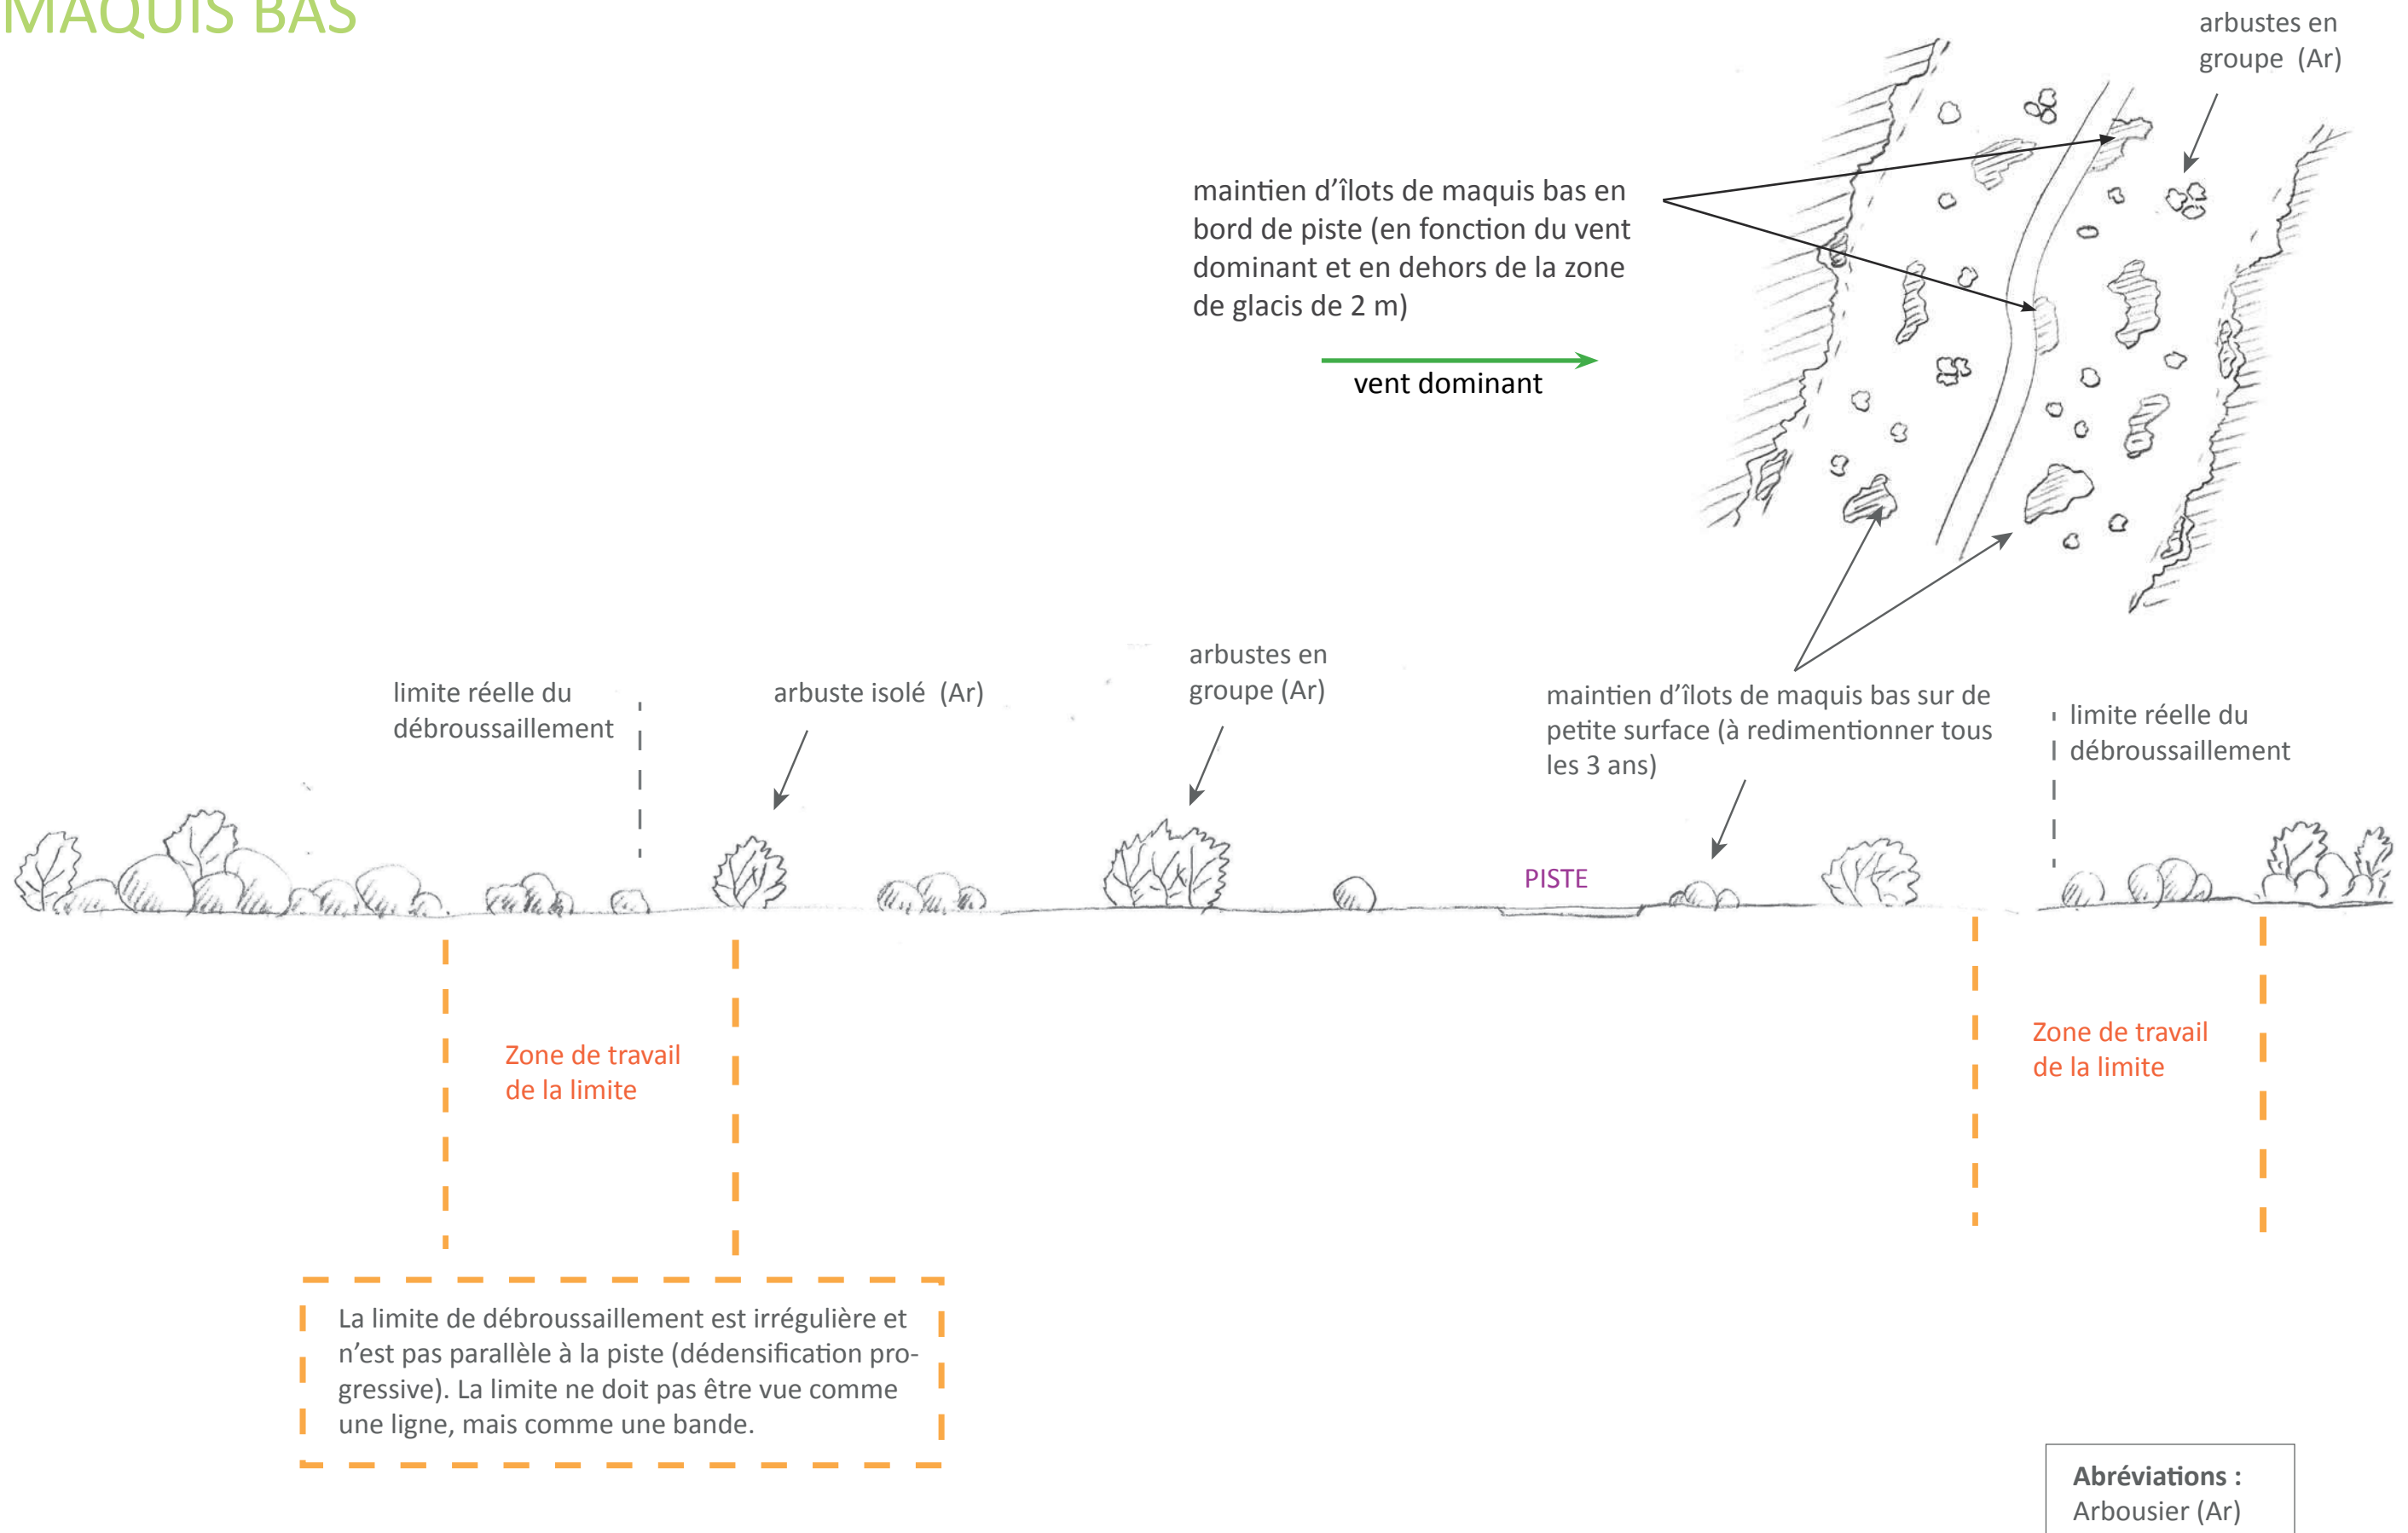 MAQUIS BAS
arbustes en
groupe (Ar)
maintien d’îlots de maquis bas en
bord de piste (en fonction du vent
dominant et en dehors de la zone
de glacis de 2 m)
vent dominant
limite réelle du
débroussaillement
arbuste isolé (Ar)
arbustes en
groupe (Ar)
maintien d’îlots de maquis bas sur de
petite surface (à redimentionner tous
les 3 ans)
limite réelle du
débroussaillement
PISTE
Zone de travail
de la limite
Zone de travail
de la limite
La limite de débroussaillement est irrégulière et
n’est pas parallèle à la piste (dédensification pro-
gressive). La limite ne doit pas être vue comme
une ligne, mais comme une bande.
Abréviations :
Arbousier (Ar)